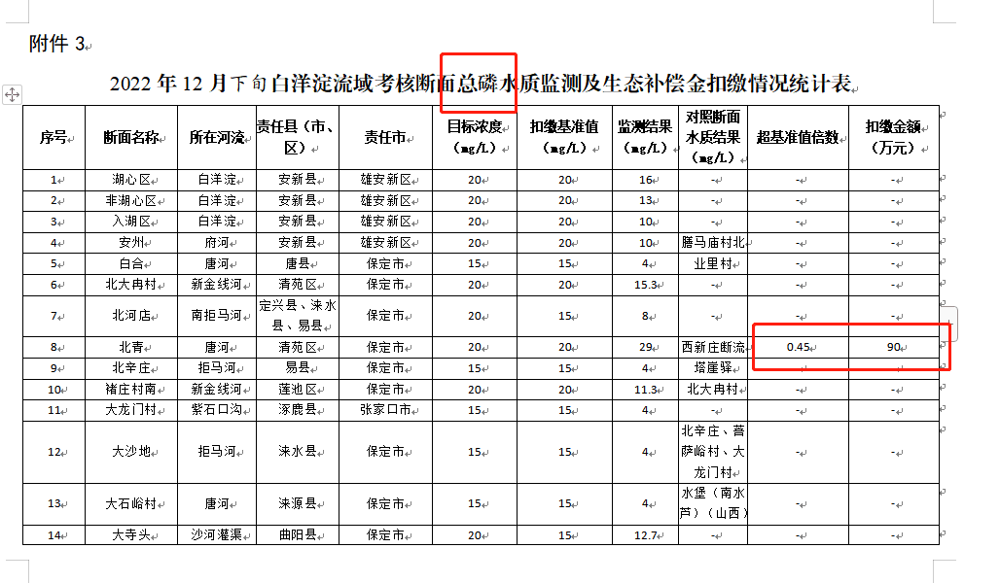 附件 3
2022 年 12 月下旬白洋淀流域考核断面总磷水质监测及生态补偿金扣缴情况统计表
序号 断面名称 所在河流 责任县（市、区） 责任市 目标浓度（mg/L） 扣缴基准值（mg/L） 监测结果（mg/L） 对照断面水质结果（mg/L） 超基准值倍数 扣缴金额（万元）
1 湖心区 白洋淀 安新县 雄安新区 20 20 16 - - -
2 非湖心区 白洋淀 安新县 雄安新区 20 20 13 - - -
3 入湖区 白洋淀 安新县 雄安新区 20 20 10 - - -
4 安州 府河 安新县 雄安新区 20 20 10 膳马庙村北 - -
5 白合 唐河 唐县 保定市 15 15 4 业里村 - -
6 北大冉村 新金线河 清苑区 保定市 20 20 15.3 - - -
7 北河店 南拒马河 定兴县、涞水县、易县 保定市 20 15 8 - - -
8 北青 唐河 清苑区 保定市 20 20 29 西新庄断流 0.45 90
9 北辛庄 拒马河 易县 保定市 15 15 4 塔崖驿 - -
10 褚庄村南 新金线河 莲池区 保定市 20 20 11.3 北大冉村 - -
11 大龙门村 紫石口沟 涿鹿县 张家口市 15 15 4 - - -
12 大沙地 拒马河 涞水县 保定市 15 15 4 北辛庄、菩萨峪村、大龙门村 - -
13 大石峪村 唐河 涞源县 保定市 15 15 4 水堡（南水芦）（山西） - -
14 大寺头 沙河灌渠 曲阳县 保定市 20 15 12.7 - - -